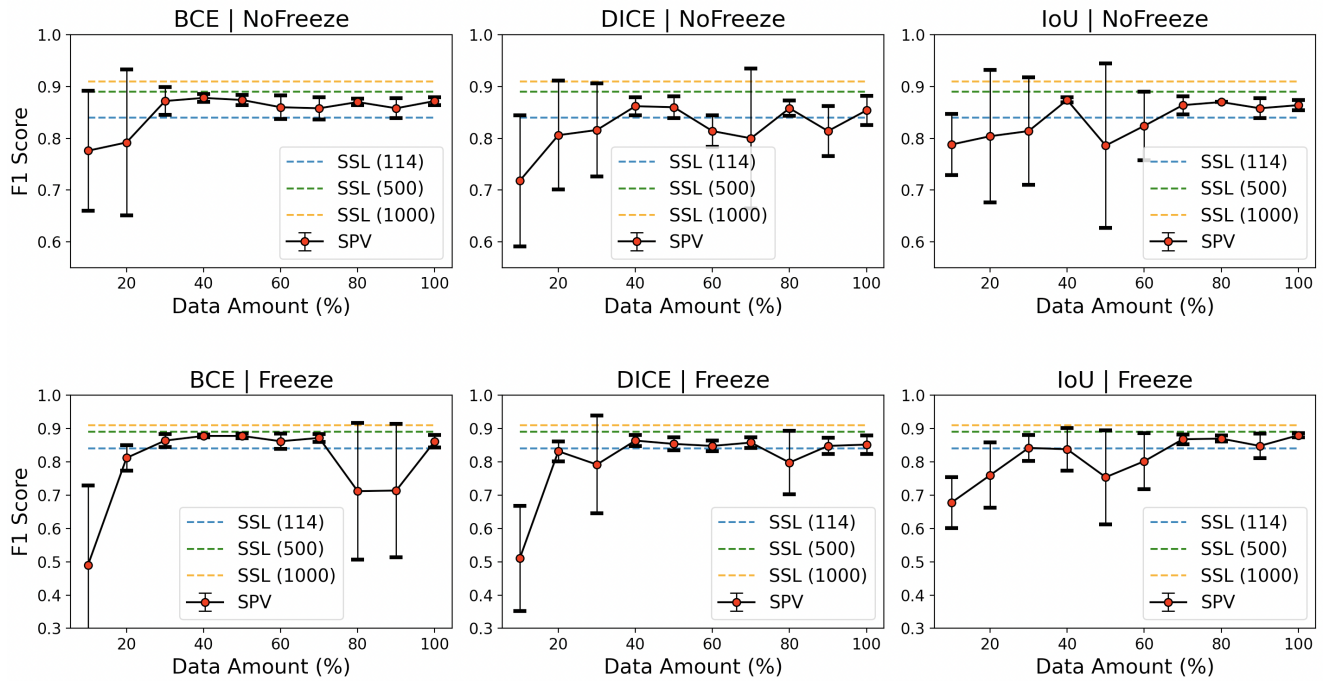 BCE | NoFreeze
1.0
0.9
0.8
0.7
0.6
F1 Score
SSL (114)
SSL (500)
SSL (1000)
SPV
20 40 60 80 100
Data Amount (%)
DICE | NoFreeze
1.0
0.9
0.8
0.7
0.6
SSL (114)
SSL (500)
SSL (1000)
SPV
20 40 60 80 100
Data Amount (%)
IoU | NoFreeze
1.0
0.9
0.8
0.7
0.6
SSL (114)
SSL (500)
SSL (1000)
SPV
20 40 60 80 100
Data Amount (%)
BCE | Freeze
1.0
0.9
0.8
0.7
0.6
0.5
0.4
0.3
F1 Score
SSL (114)
SSL (500)
SSL (1000)
SPV
20 40 60 80 100
Data Amount (%)
DICE | Freeze
1.0
0.9
0.8
0.7
0.6
0.5
0.4
0.3
SSL (114)
SSL (500)
SSL (1000)
SPV
20 40 60 80 100
Data Amount (%)
IoU | Freeze
1.0
0.9
0.8
0.7
0.6
0.5
0.4
0.3
SSL (114)
SSL (500)
SSL (1000)
SPV
20 40 60 80 100
Data Amount (%)